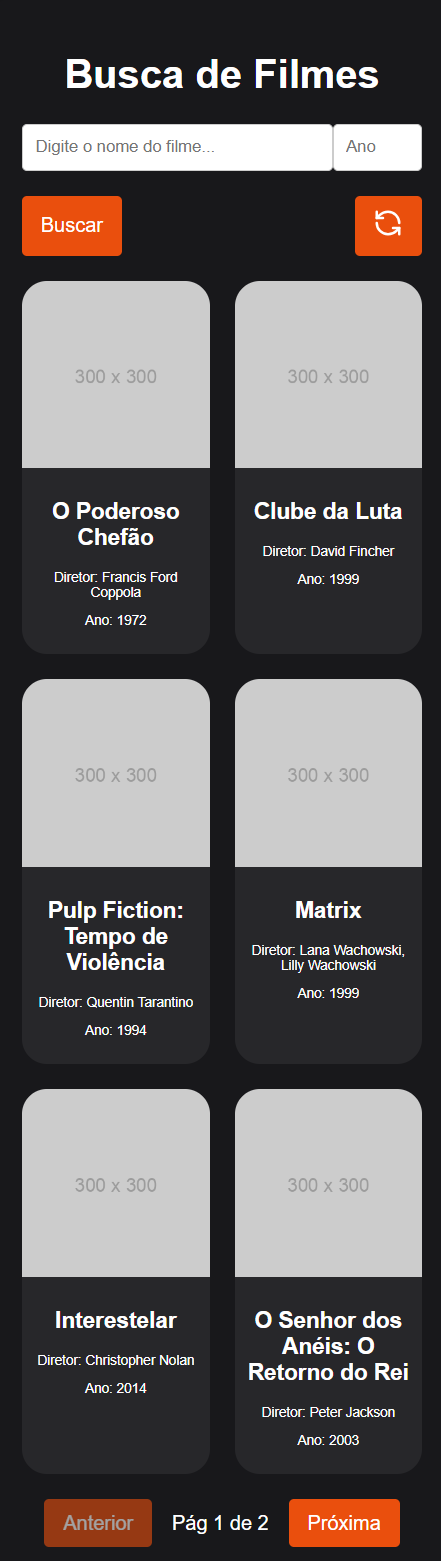 Busca de Filmes
Digite o nome do filme...
Ano
Buscar
300 x 300
O Poderoso
Chefão
Diretor: Francis Ford
Coppola
Ano: 1972
300 x 300
Clube da Luta
Diretor: David Fincher
Ano: 1999
300 x 300
Pulp Fiction:
Tempo de
Violência
Diretor: Quentin Tarantino
Ano: 1994
300 x 300
Matrix
Diretor: Lana Wachowski,
Lilly Wachowski
Ano: 1999
300 x 300
Interestelar
Diretor: Christopher Nolan
Ano: 2014
300 x 300
O Senhor dos
Anéis: O
Retorno do Rei
Diretor: Peter Jackson
Ano: 2003
Anterior
Pág 1 de 2
Próxima